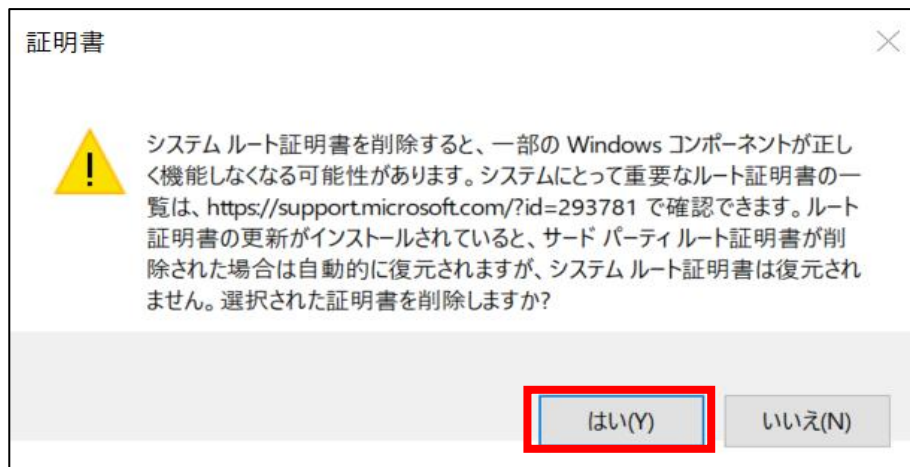 証明書
システム ルート証明書を削除すると、一部の Windows コンポーネントが正し
く機能しなくなる可能性があります。システムにとって重要なルート証明書の一
覧は、https://support.microsoft.com/?id=293781 で確認できます。ルート
証明書の更新がインストールされていると、サード パーティ ルート証明書が削
除された場合は自動的に復元されますが、システム ルート証明書は復元され
ません。選択された証明書を削除しますか?
はい(Y)
いいえ(N)